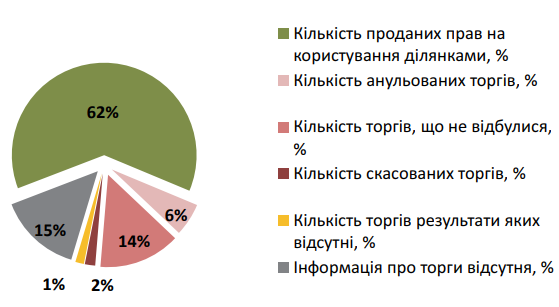 Кількість проданих прав на
користування ділянками, %
Кількість анульованих торгів, %
Кількість торгів, що не відбулися,
%
Кількість скасованих торгів, %
Кількість торгів результати яких
відсутні, %
Інформація про торги відсутня, %
62%
6%
14%
2%
1%
15%